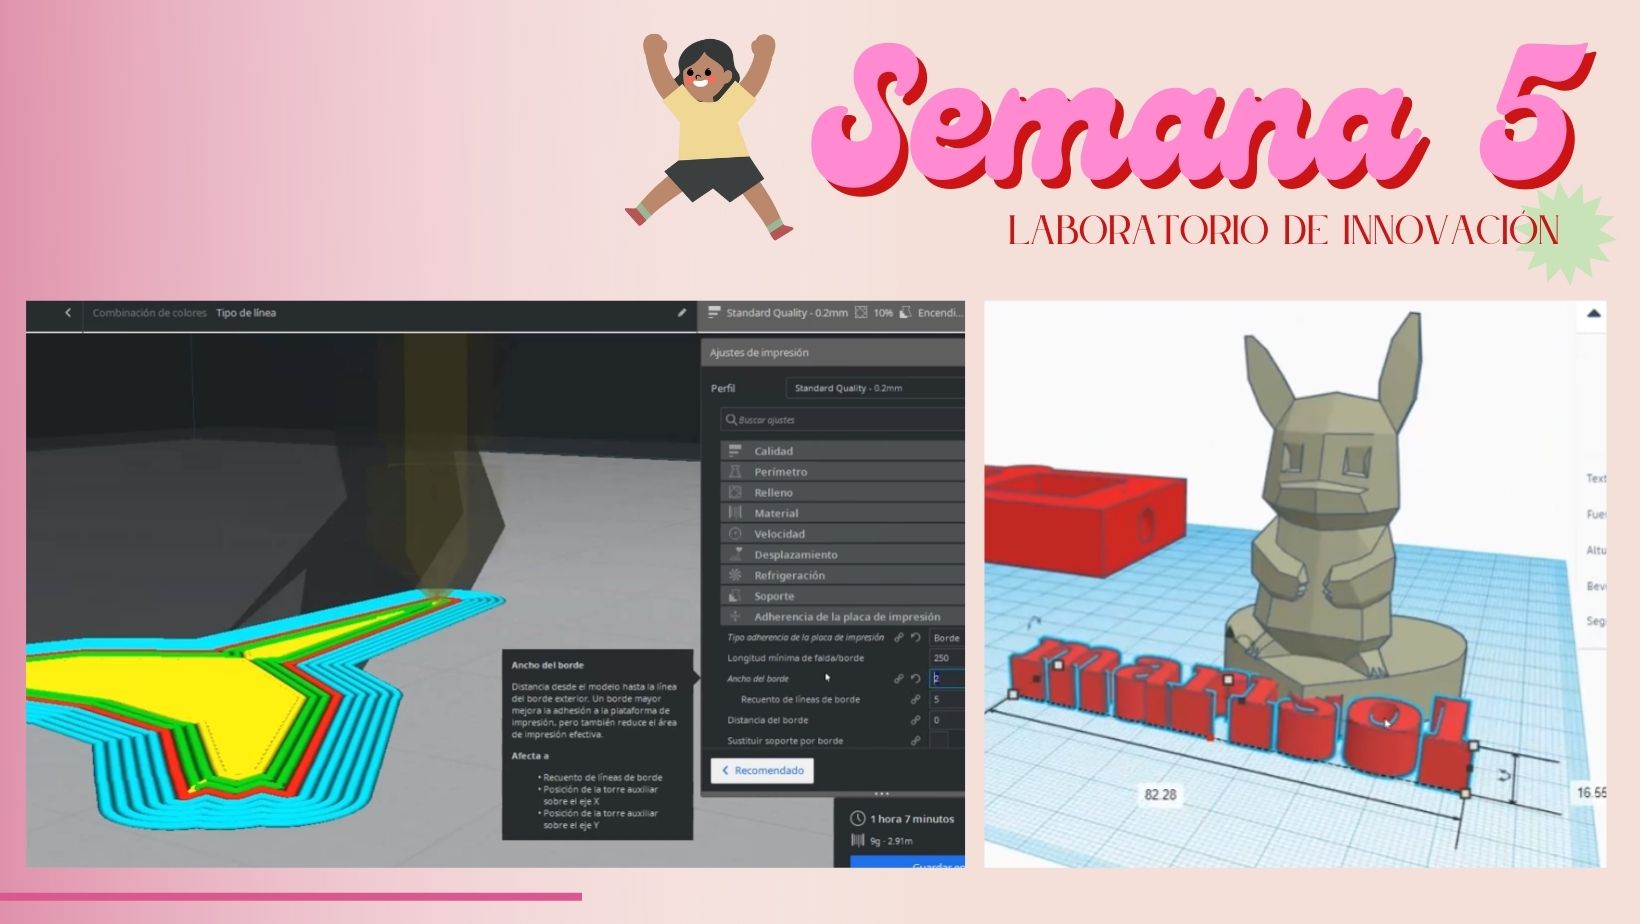 Semana 5
LABORATORIO DE INNOVACIÓN
Combinación de colores Tipo de línea
Standard Quality - 0.2mm 10% Encendi...
Ajustes de impresión
Perfil Standard Quality - 0.2mm
Buscar ajustes
Calidad
Perímetro
Relleno
Material
Velocidad
Desplazamiento
Refrigeración
Soporte
Adherencia de la placa de impresión
Tipo adherencia de la placa de impresión Borde
Longitud mínima de falda/borde 250
Ancho del borde 2
Recuento de líneas de borde 5
Distancia del borde 0
Sustituir soporte por borde
Recomendado
1 hora 7 minutos
9g - 2.91m
Guardar en
Ancho del borde
Distancia desde el modelo hasta la línea
del borde exterior. Un borde mayor
mejora la adhesión a la plataforma de
impresión, pero también reduce el área
de impresión efectiva.
Afecta a
• Recuento de líneas de borde
• Posición de la torre auxiliar
sobre el eje X
• Posición de la torre auxiliar
sobre el eje Y
marisol
82.28
16.55
Text
Fuer
Altu
Bev
Seg